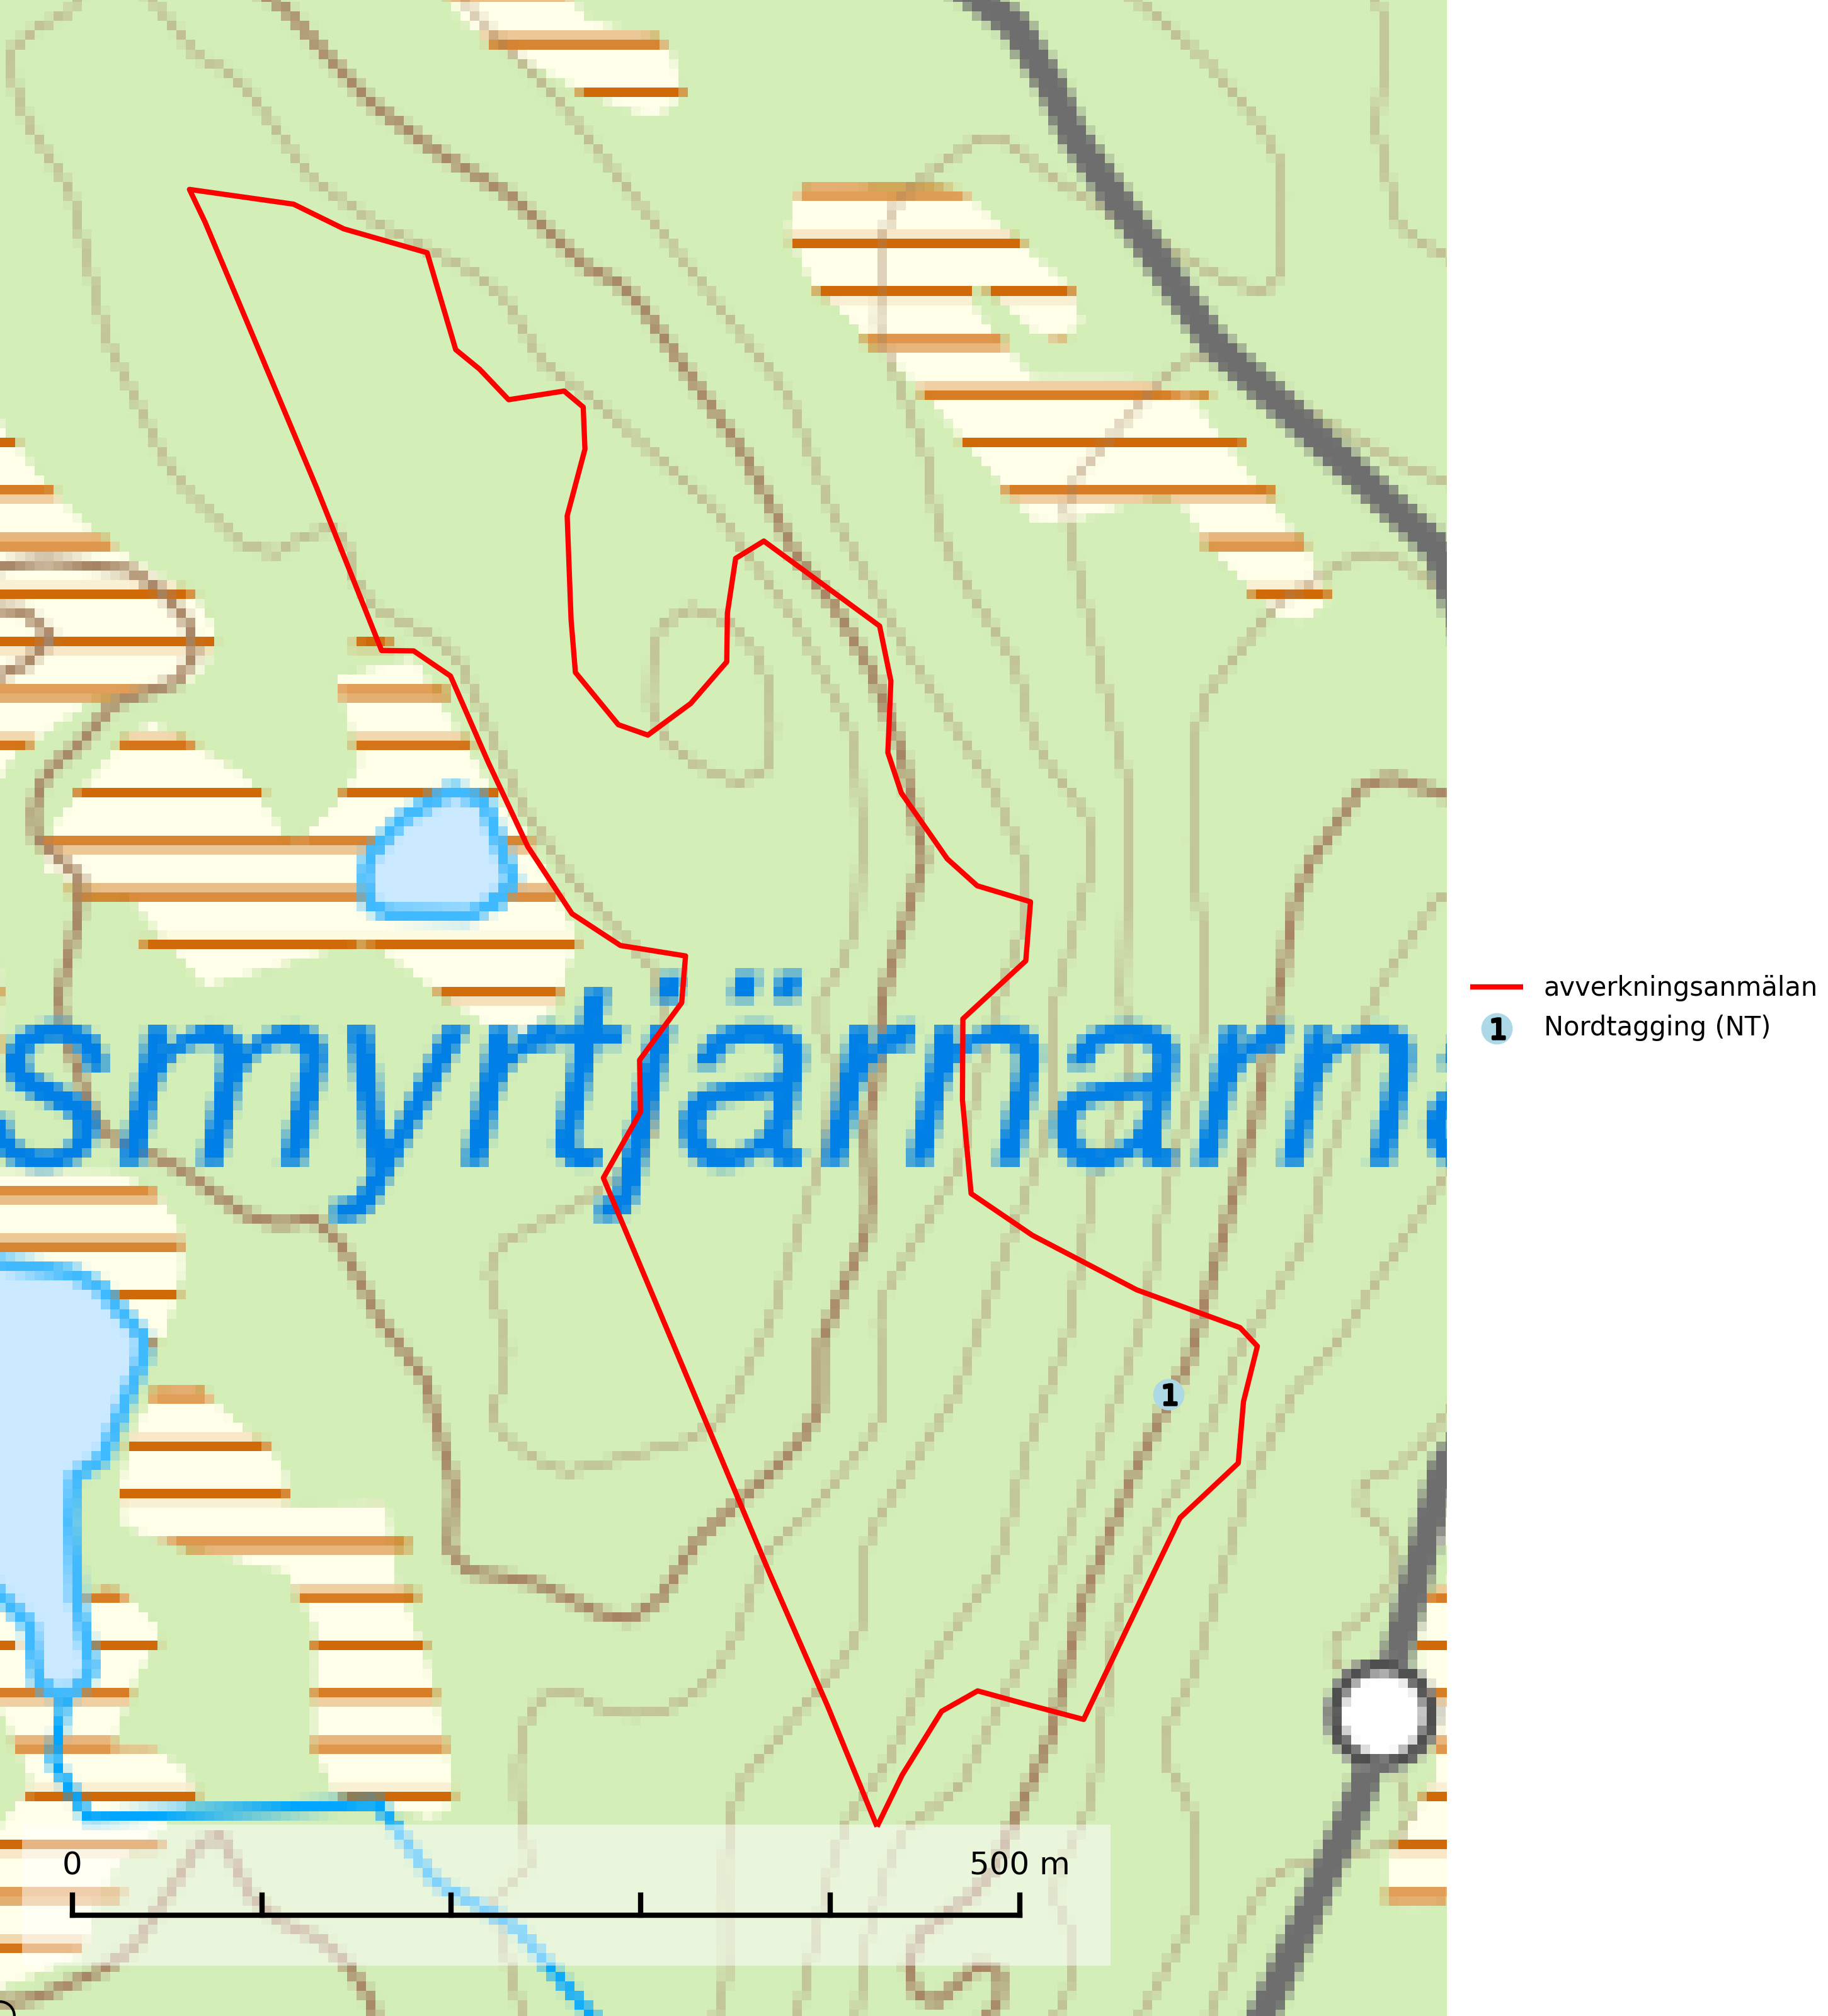 smyrtjärnarna
avverkningsanmälan
1 Nordtagging (NT)
1
0 500 m